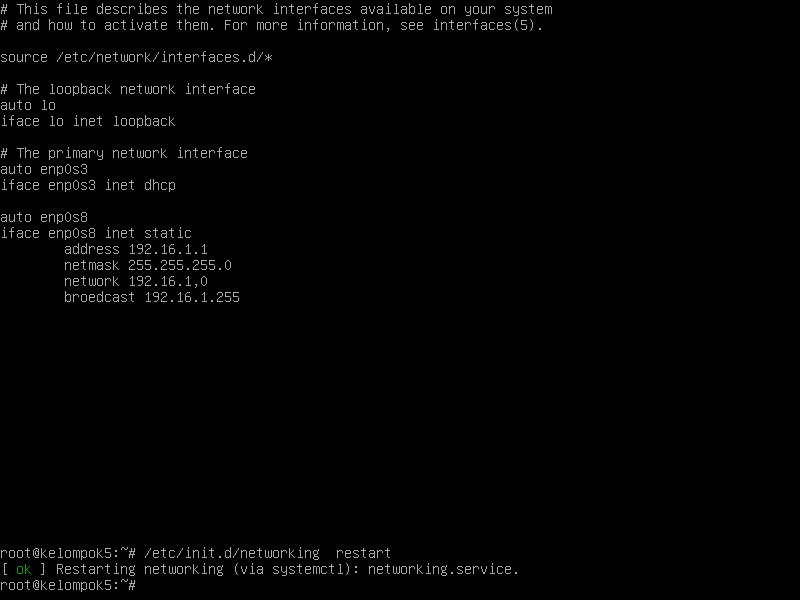 # This file describes the network interfaces available on your system
# and how to activate them. For more information, see interfaces(5).
source /etc/network/interfaces.d/*
# The loopback network interface
auto lo
iface lo inet loopback
# The primary network interface
auto enp0s3
iface enp0s3 inet dhcp
auto enp0s8
iface enp0s8 inet static
address 192.16.1.1
netmask 255.255.255.0
network 192.16.1,0
broedcast 192.16.1.255
root@kelompok5:~# /etc/init.d/networking  restart
[ ok ] Restarting networking (via systemctl): networking.service.
root@kelompok5:~#